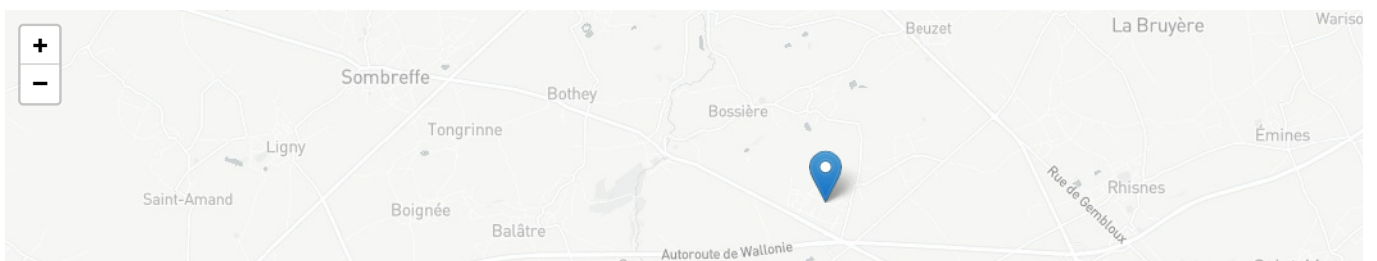 +
−
Sombreffe
Bothey
Beuzet
La Bruyère
Wariso
Bossière
Tongrinne
Ligny
Émines
Saint-Amand
Boignée
Balâtre
Rue de Gembloux
Rhisnes
Autoroute de Wallonie